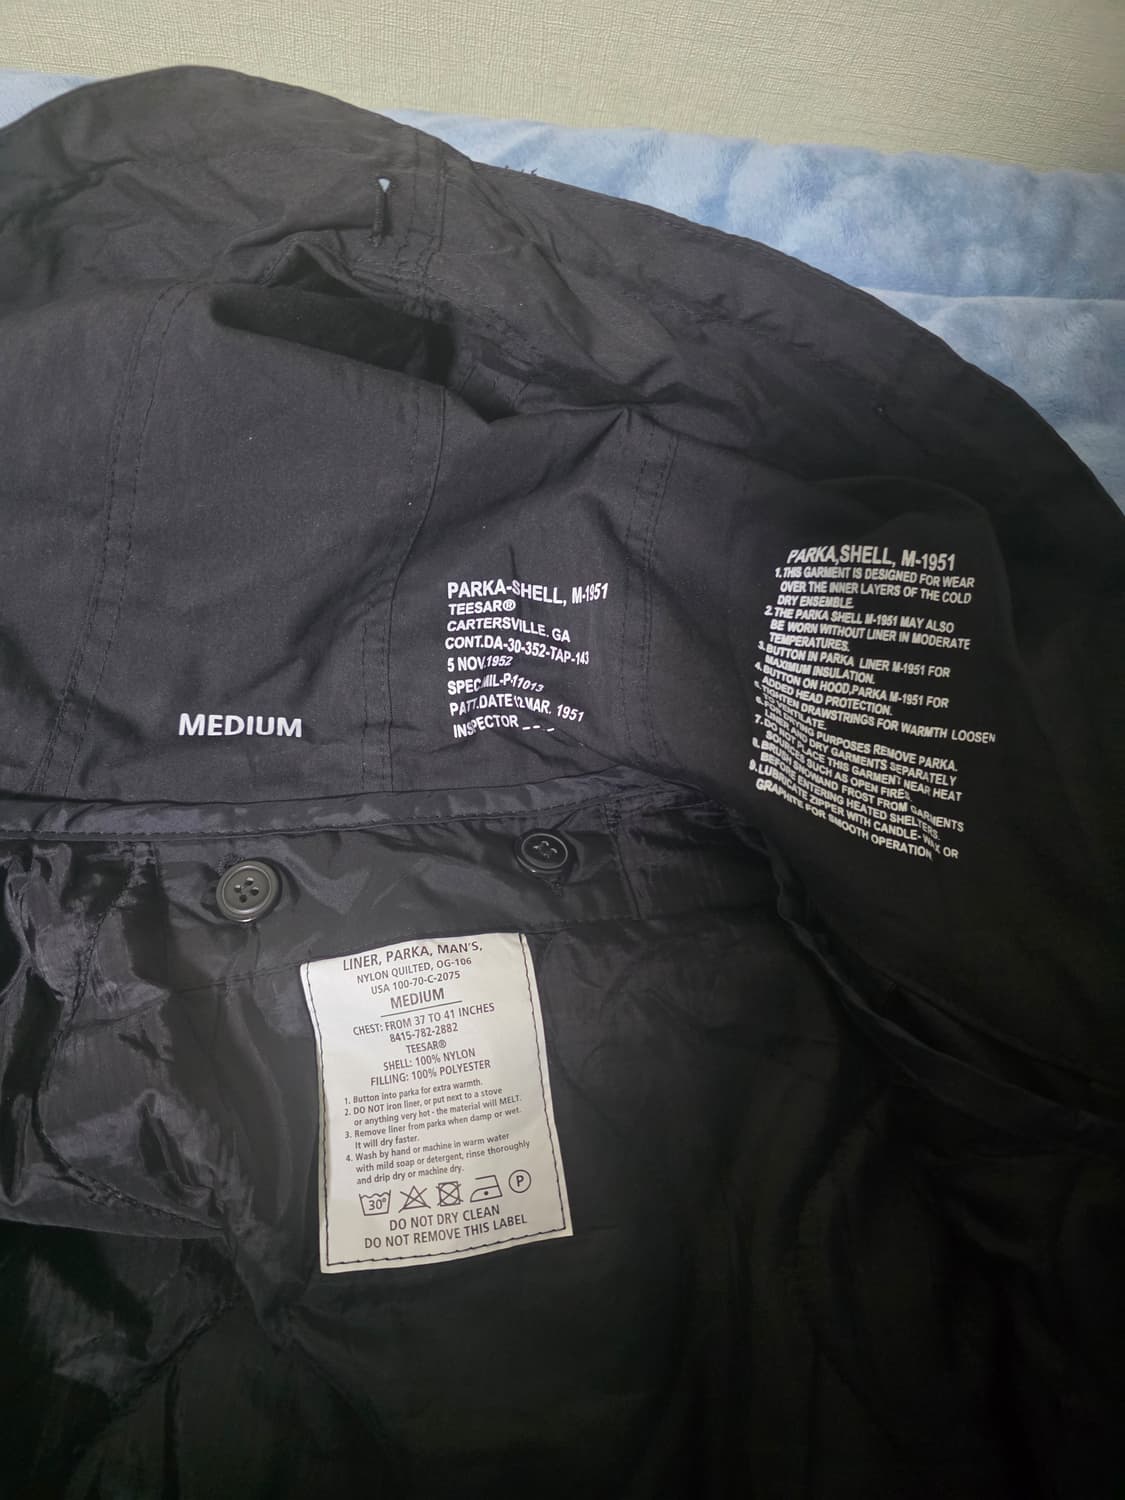 MEDIUM
PARKA-SHELL, M-1951
TEESAR®
CARTERSVILLE. GA
CONT.DA-30-352-TAP-143
5 NOV.1952
SPEC.MIL-P-11013
PATT.DATE 12 MAR. 1951
INSPECTOR _ _ _ _
PARKA,SHELL, M-1951
1.THIS GARMENT IS DESIGNED FOR WEAR
OVER THE INNER LAYERS OF THE COLD
DRY ENSEMBLE.
2.THE PARKA SHELL M-1951 MAY ALSO
BE WORN WITHOUT LINER IN MODERATE
TEMPERATURES.
3.BUTTON IN PARKA LINER M-1951 FOR
MAXIMUM INSULATION.
4.BUTTON ON HOOD,PARKA M-1951 FOR
ADDED HEAD PROTECTION.
5.TIGHTEN DRAWSTRINGS FOR WARMTH LOOSEN
TO VENTILATE.
6.FOR DRYING PURPOSES REMOVE PARKA.
LINER AND DRY GARMENTS SEPARATELY
7.DO NOT PLACE THIS GARMENT NEAR HEAT
SOURCES SUCH AS OPEN FIRES.
8.BRUSH SNOW AND FROST FROM GARMENTS
BEFORE ENTERING HEATED SHELTERS.
9.LUBRICATE ZIPPER WITH CANDLE-WAX OR
GRAPHITE FOR SMOOTH OPERATION.
LINER, PARKA, MAN'S,
NYLON QUILTED, OG-106
USA 100-70-C-2075
MEDIUM
CHEST: FROM 37 TO 41 INCHES
8415-782-2882
TEESAR®
SHELL: 100% NYLON
FILLING: 100% POLYESTER
1. Button into parka for extra warmth.
2. DO NOT iron liner, or put next to a stove
or anything very hot - the material will MELT.
3. Remove liner from parka when damp or wet.
It will dry faster.
4. Wash by hand or machine in warm water
with mild soap or detergent, rinse thoroughly
and drip dry or machine dry.
30° P
DO NOT DRY CLEAN
DO NOT REMOVE THIS LABEL